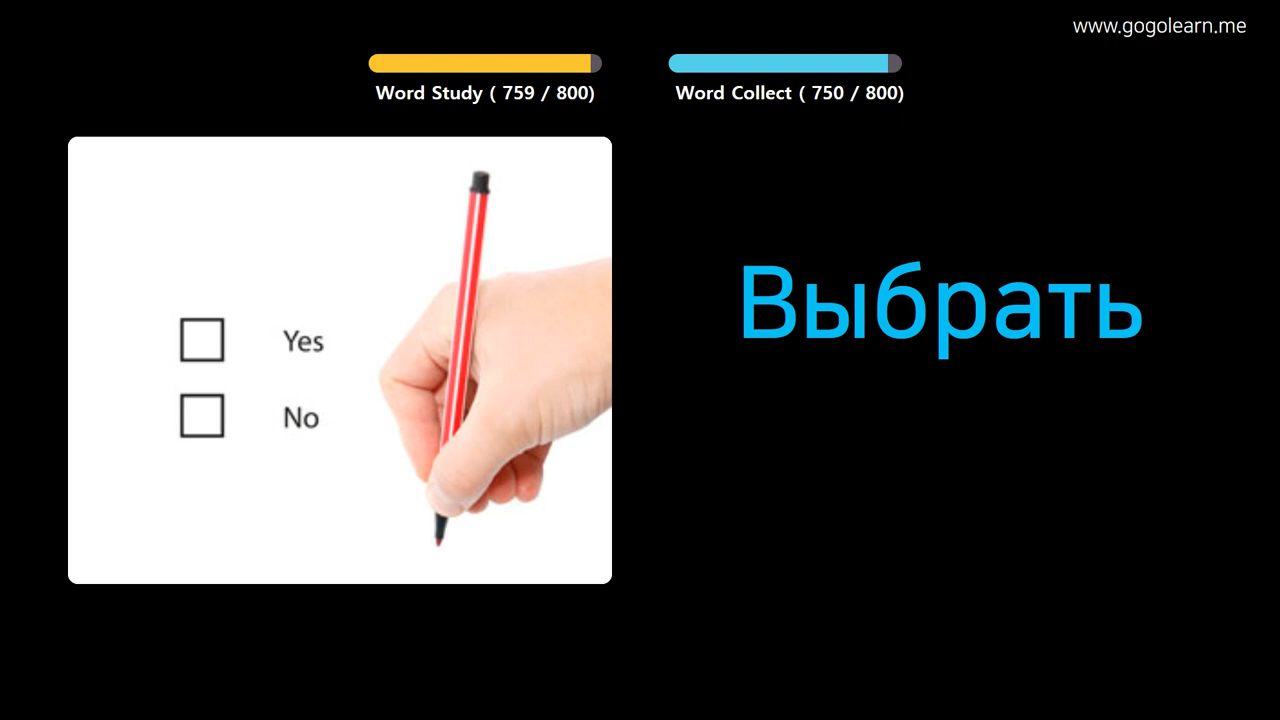 www.gogolearn.me
Word Study ( 759 / 800)
Word Collect ( 750 / 800)
Выбрать
Yes
No